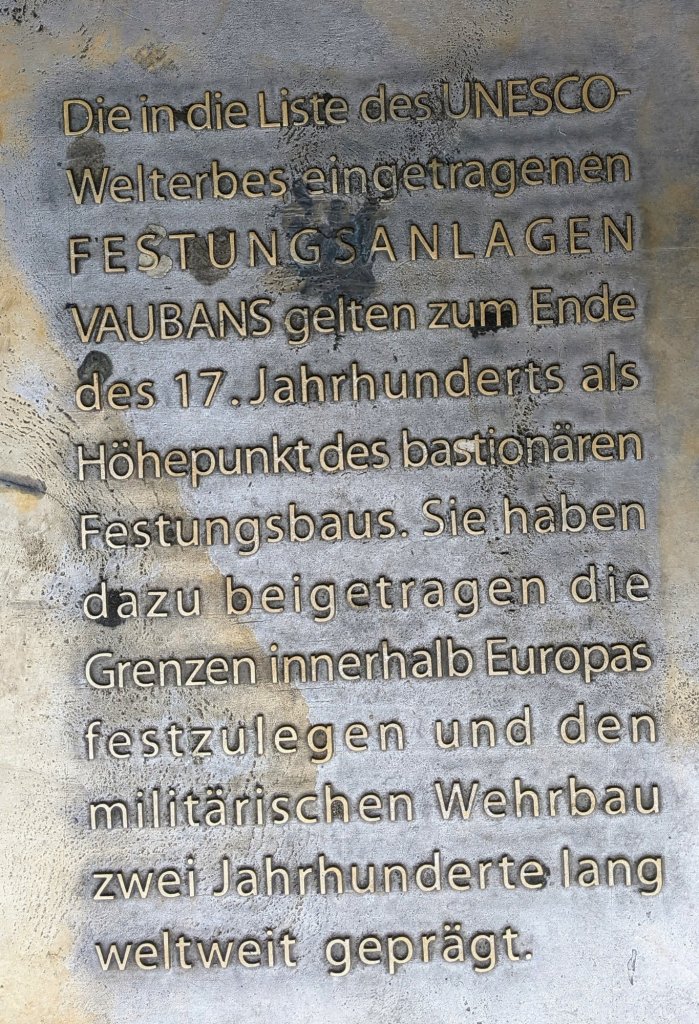 Die in die Liste des UNESCO-
Welterbes eingetragenen
FESTUNGSANLAGEN
VAUBANS gelten zum Ende
des 17. Jahrhunderts als
Höhepunkt des bastionären
Festungsbaus. Sie haben
dazu beigetragen die
Grenzen innerhalb Europas
festzulegen und den
militärischen Wehrbau
zwei Jahrhunderte lang
weltweit geprägt.